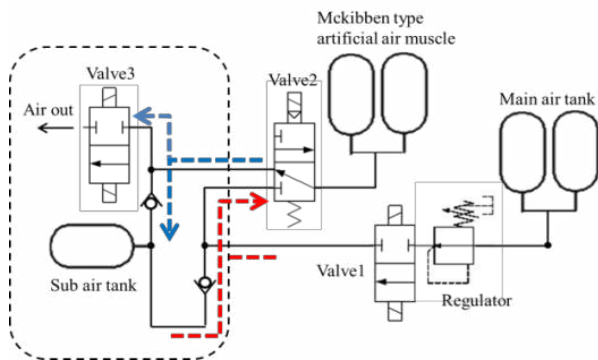 Mckibben type
artificial air muscle
Valve3
Valve2
Air out
Main air tank
Sub air tank
Valve1
Regulator